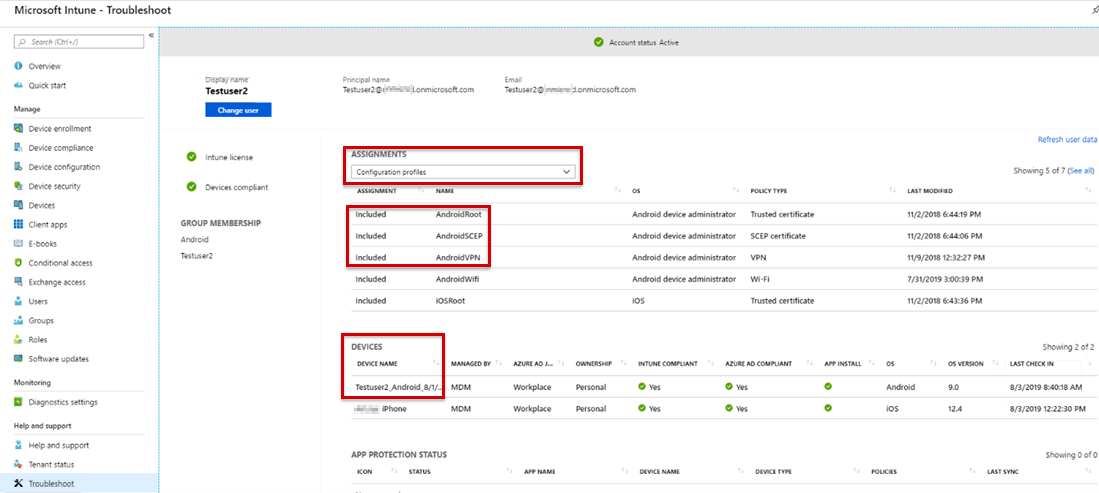 Microsoft Intune - Troubleshoot
Search (Ctrl+/)
«
Overview
Quick start
Manage
Device enrollment
Device compliance
Device configuration
Device security
Devices
Client apps
E-books
Conditional access
Exchange access
Users
Groups
Roles
Software updates
Monitoring
Diagnostics settings
Help and support
Help and support
Tenant status
Troubleshoot
Account status Active
Display name
Testuser2
Change user
Principal name
Testuser2@ .onmicrosoft.com
Email
Testuser2@ .onmicrosoft.com
Intune license
Devices compliant
GROUP MEMBERSHIP
Android
Testuser2
Refresh user data
ASSIGNMENTS
Configuration profiles
Showing 5 of 7 (See all)
ASSIGNMENT NAME OS POLICY TYPE LAST MODIFIED
Included AndroidRoot Android device administrator Trusted certificate 11/2/2018 6:44:19 PM
Included AndroidSCEP Android device administrator SCEP certificate 11/2/2018 6:44:06 PM
Included AndroidVPN Android device administrator VPN 11/9/2018 12:32:27 PM
Included AndroidWifi Android device administrator Wi-Fi 7/31/2019 3:00:39 PM
Included iOSRoot iOS Trusted certificate 11/2/2018 6:43:36 PM
DEVICES
Showing 2 of 2
DEVICE NAME MANAGED BY AZURE AD J... OWNERSHIP INTUNE COMPLIANT AZURE AD COMPLIANT APP INSTALL OS OS VERSION LAST CHECK IN
Testuser2_Android_8/1/... MDM Workplace Personal Yes Yes Android 9.0 8/3/2019 8:40:18 AM
iPhone MDM Workplace Personal Yes Yes iOS 12.4 8/3/2019 12:22:30 PM
APP PROTECTION STATUS
Showing 0 of 0
ICON STATUS APP NAME DEVICE NAME DEVICE TYPE POLICIES LAST SYNC